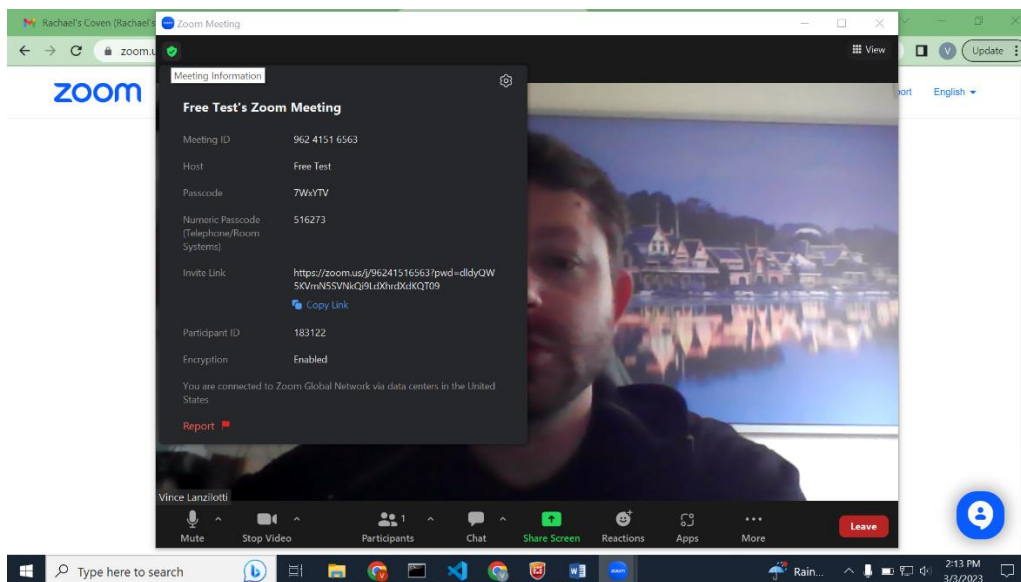 Rachael's Coven (Rachael's
Zoom Meeting
zoom.u
View
Update
Meeting Information
zoom
ort
English
Free Test's Zoom Meeting
Meeting ID 962 4151 6563
Host Free Test
Passcode 7WxYTV
Numeric Passcode 516273
(Telephone/Room
Systems)
Invite Link https://zoom.us/j/96241516563?pwd=dldyQW
5KVmN5SVNkQi9LdXhrdXdKQT09
Copy Link
Participant ID 183122
Encryption Enabled
You are connected to Zoom Global Network via data centers in the United
States
Report
Vince Lanzilotti
1
Mute Stop Video Participants Chat Share Screen Reactions Apps More
Leave
Type here to search
Rain...
2:13 PM
3/3/2023